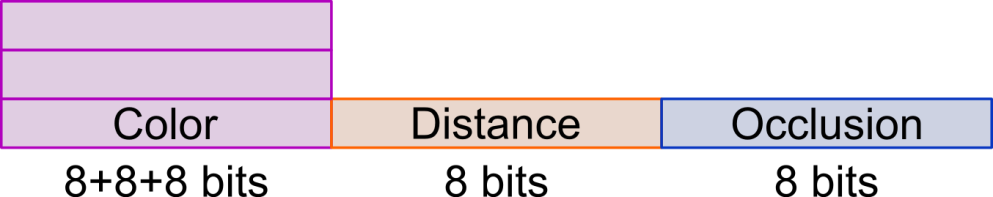 Color Distance Occlusion
8+8+8 bits 8 bits 8 bits